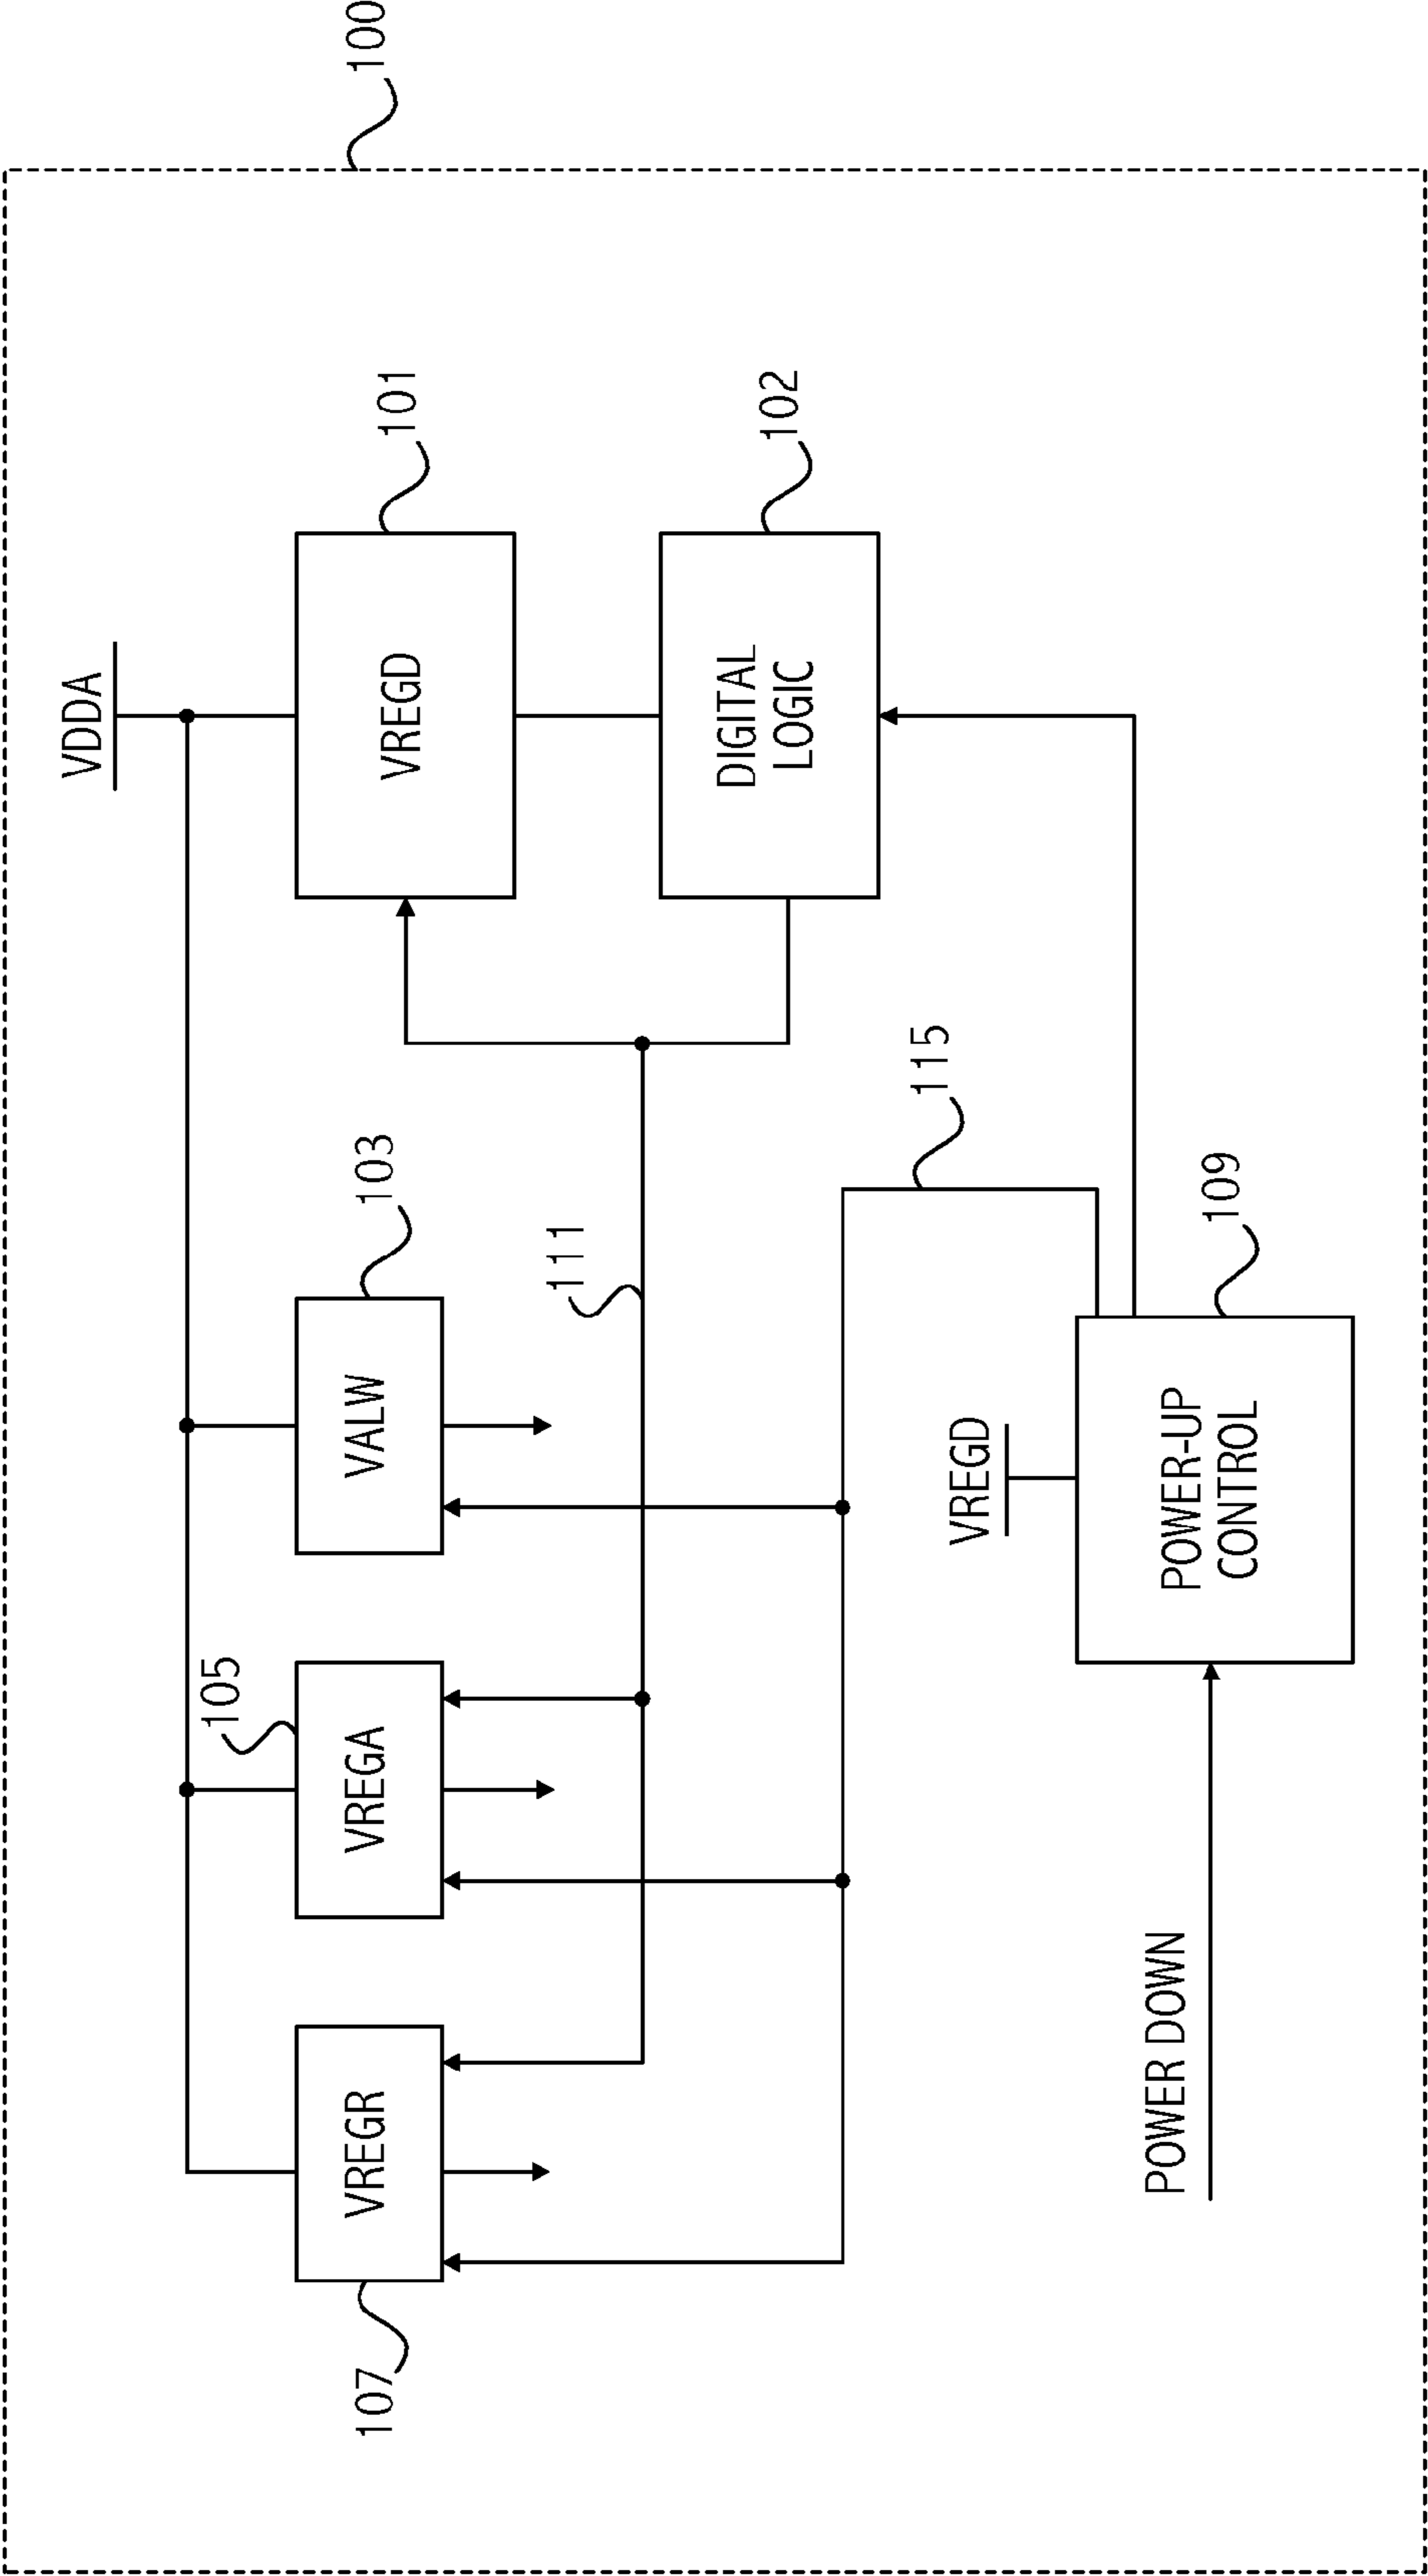 VDDA
100
105
107
VREGR
VREGA
VALW
103
VREGD
101
111
DIGITAL
LOGIC
102
115
VREGD
POWER DOWN
POWER-UP
CONTROL
109